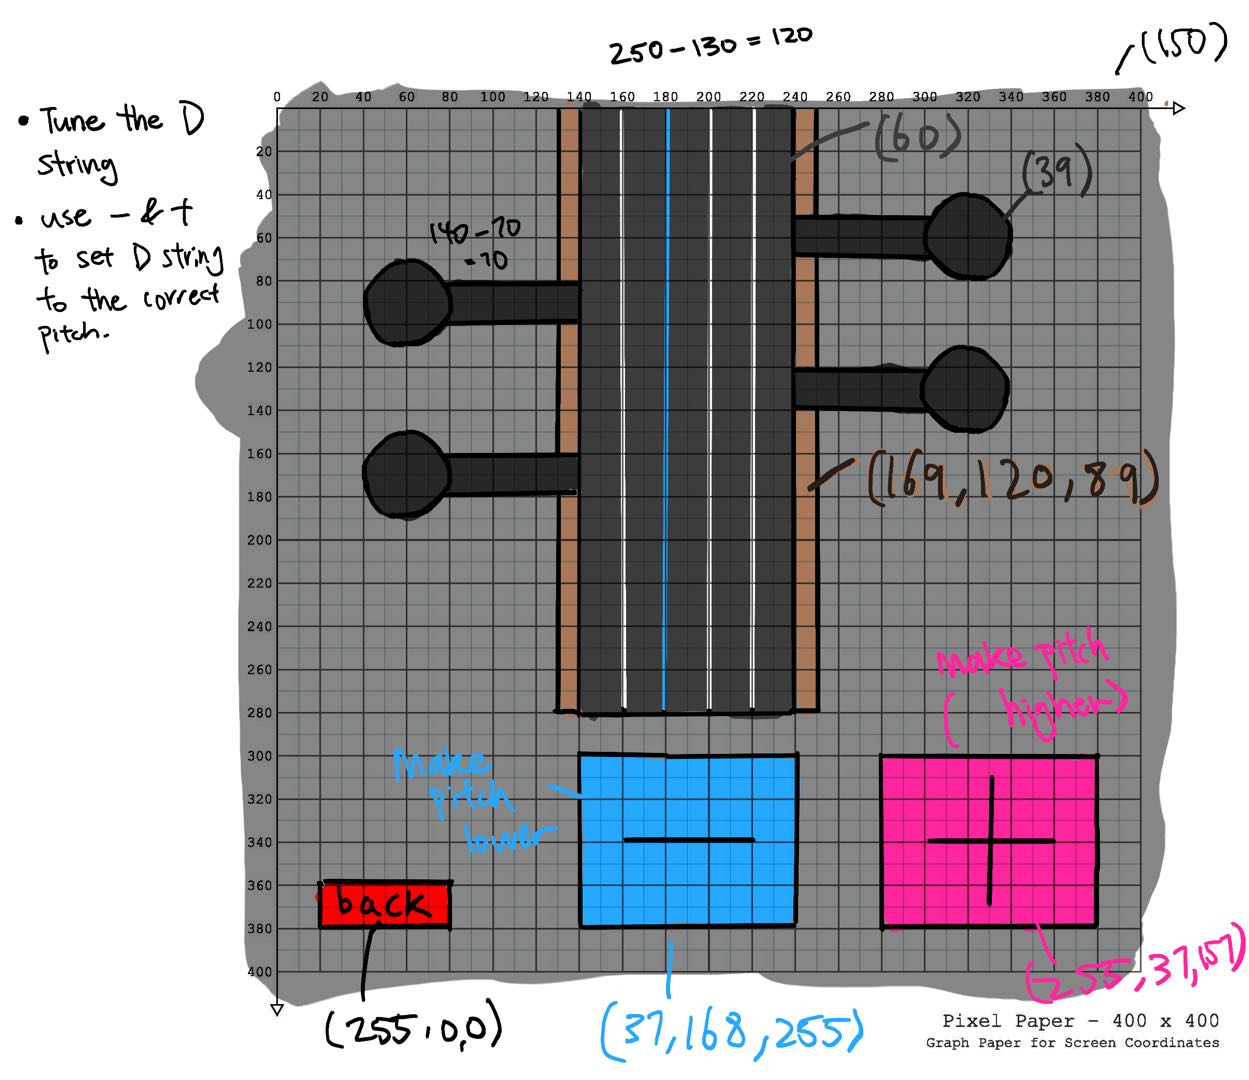 250-130=120
(150)
0 20 40 60 80 100 120 140 160 180 200 220 240 260 280 300 320 340 360 380 400
• Tune the D
string
• use - & +
to set D string
to the correct
pitch.
20
40
60
80
100
120
140
160
180
200
220
240
260
280
300
320
340
360
380
400
(60)
(39)
140-70
=70
(169,120,89)
make pitch
(higher)
Make
pitch
lower
back
(255,0,0)
(37,168,255)
(255,37,157)
Pixel Paper - 400 x 400
Graph Paper for Screen Coordinates